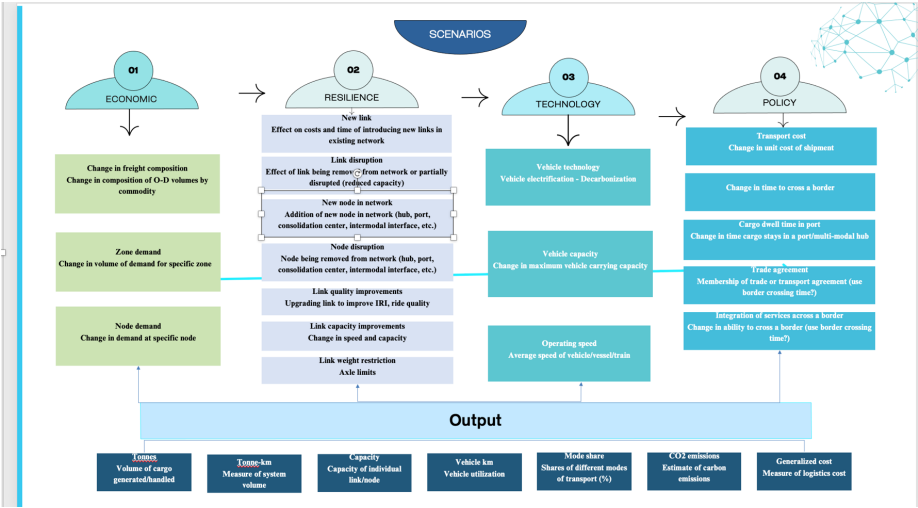 SCENARIOS
01
ECONOMIC
02
RESILIENCE
03
TECHNOLOGY
04
POLICY
Change in freight composition
Change in composition of O-D volumes by
commodity
Zone demand
Change in volume of demand for specific zone
Node demand
Change in demand at specific node
New link
Effect on costs and time of introducing new links in
existing network
Link disruption
Effect of link being removed from network or partially
disrupted (reduced capacity)
New node in network
Addition of new node in network (hub, port,
consolidation center, intermodal interface, etc.)
Node disruption
Node being removed from network (hub, port,
consolidation center, intermodal interface, etc.)
Link quality improvements
Upgrading link to improve IRI, ride quality
Link capacity improvements
Change in speed and capacity
Link weight restriction
Axle limits
Vehicle technology
Vehicle electrification - Decarbonization
Vehicle capacity
Change in maximum vehicle carrying capacity
Operating speed
Average speed of vehicle/vessel/train
Transport cost
Change in unit cost of shipment
Change in time to cross a border
Cargo dwell time in port
Change in time cargo stays in a port/multi-modal hub
Trade agreement
Membership of trade or transport agreement (use
border crossing time?)
Integration of services across a border
Change in ability to cross a border (use border crossing
time?)
Output
Tonnes
Volume of cargo
generated/handled
Tonne-km
Measure of system
volume
Capacity
Capacity of individual
link/node
Vehicle km
Vehicle utilization
Mode share
Shares of different modes
of transport (%)
CO2 emissions
Estimate of carbon
emissions
Generalized cost
Measure of logistics cost